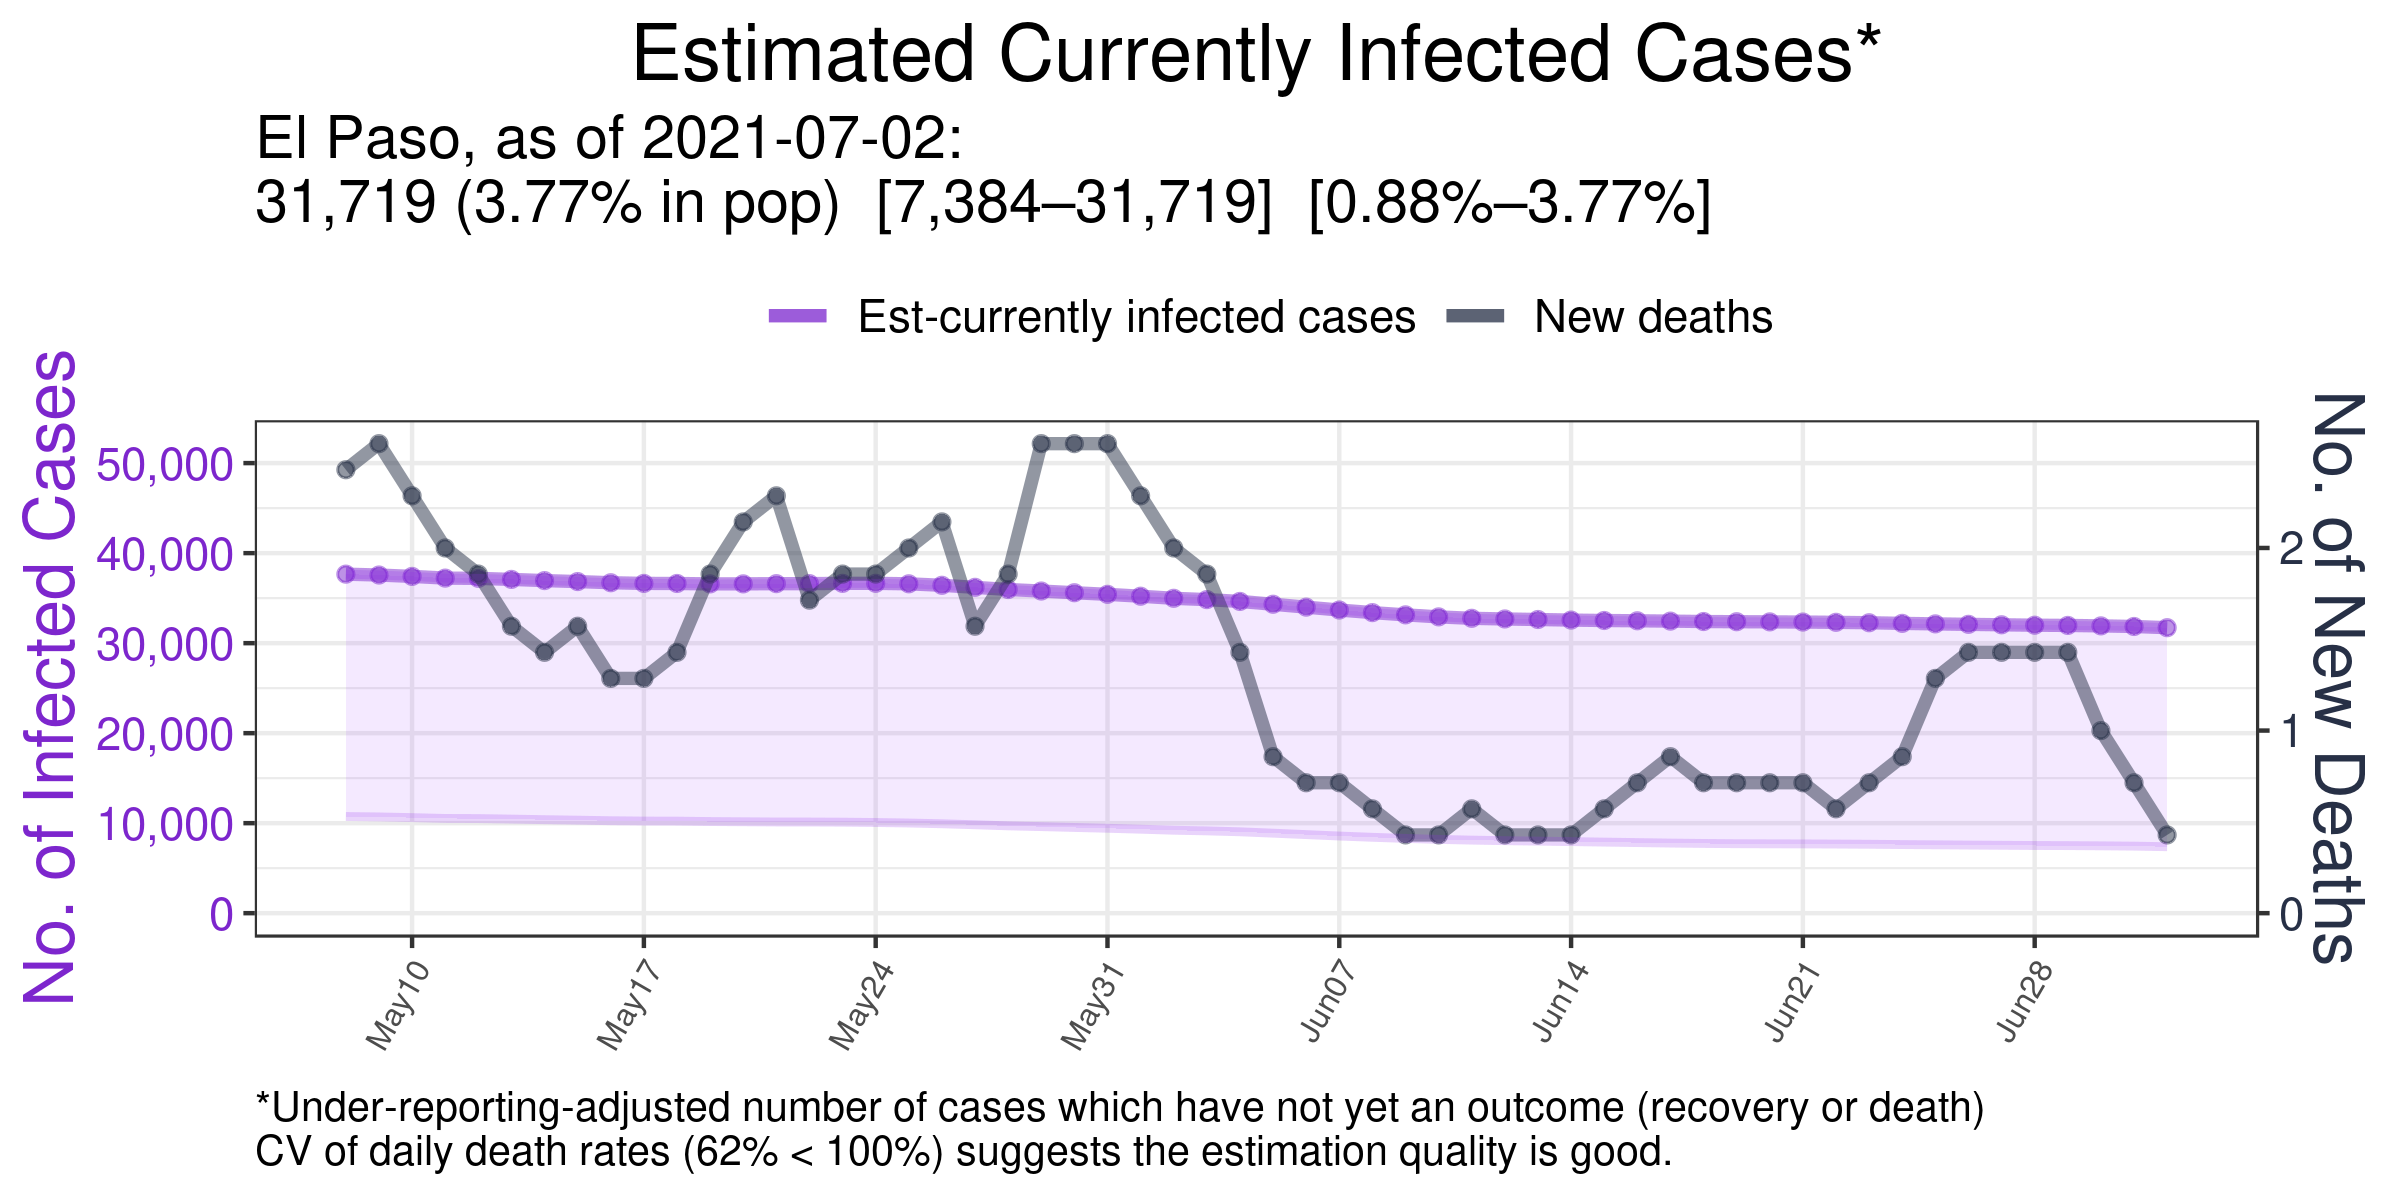 Estimated Currently Infected Cases*
El Paso, as of 2021-07-02:
31,719 (3.77% in pop)  [7,384–31,719]  [0.88%–3.77%]
Est-currently infected cases
New deaths
No. of Infected Cases
50,000
40,000
30,000
20,000
10,000
0
2
1
0
No. of New Deaths
May10
May17
May24
May31
Jun07
Jun14
Jun21
Jun28
*Under-reporting-adjusted number of cases which have not yet an outcome (recovery or death)
CV of daily death rates (62% < 100%) suggests the estimation quality is good.